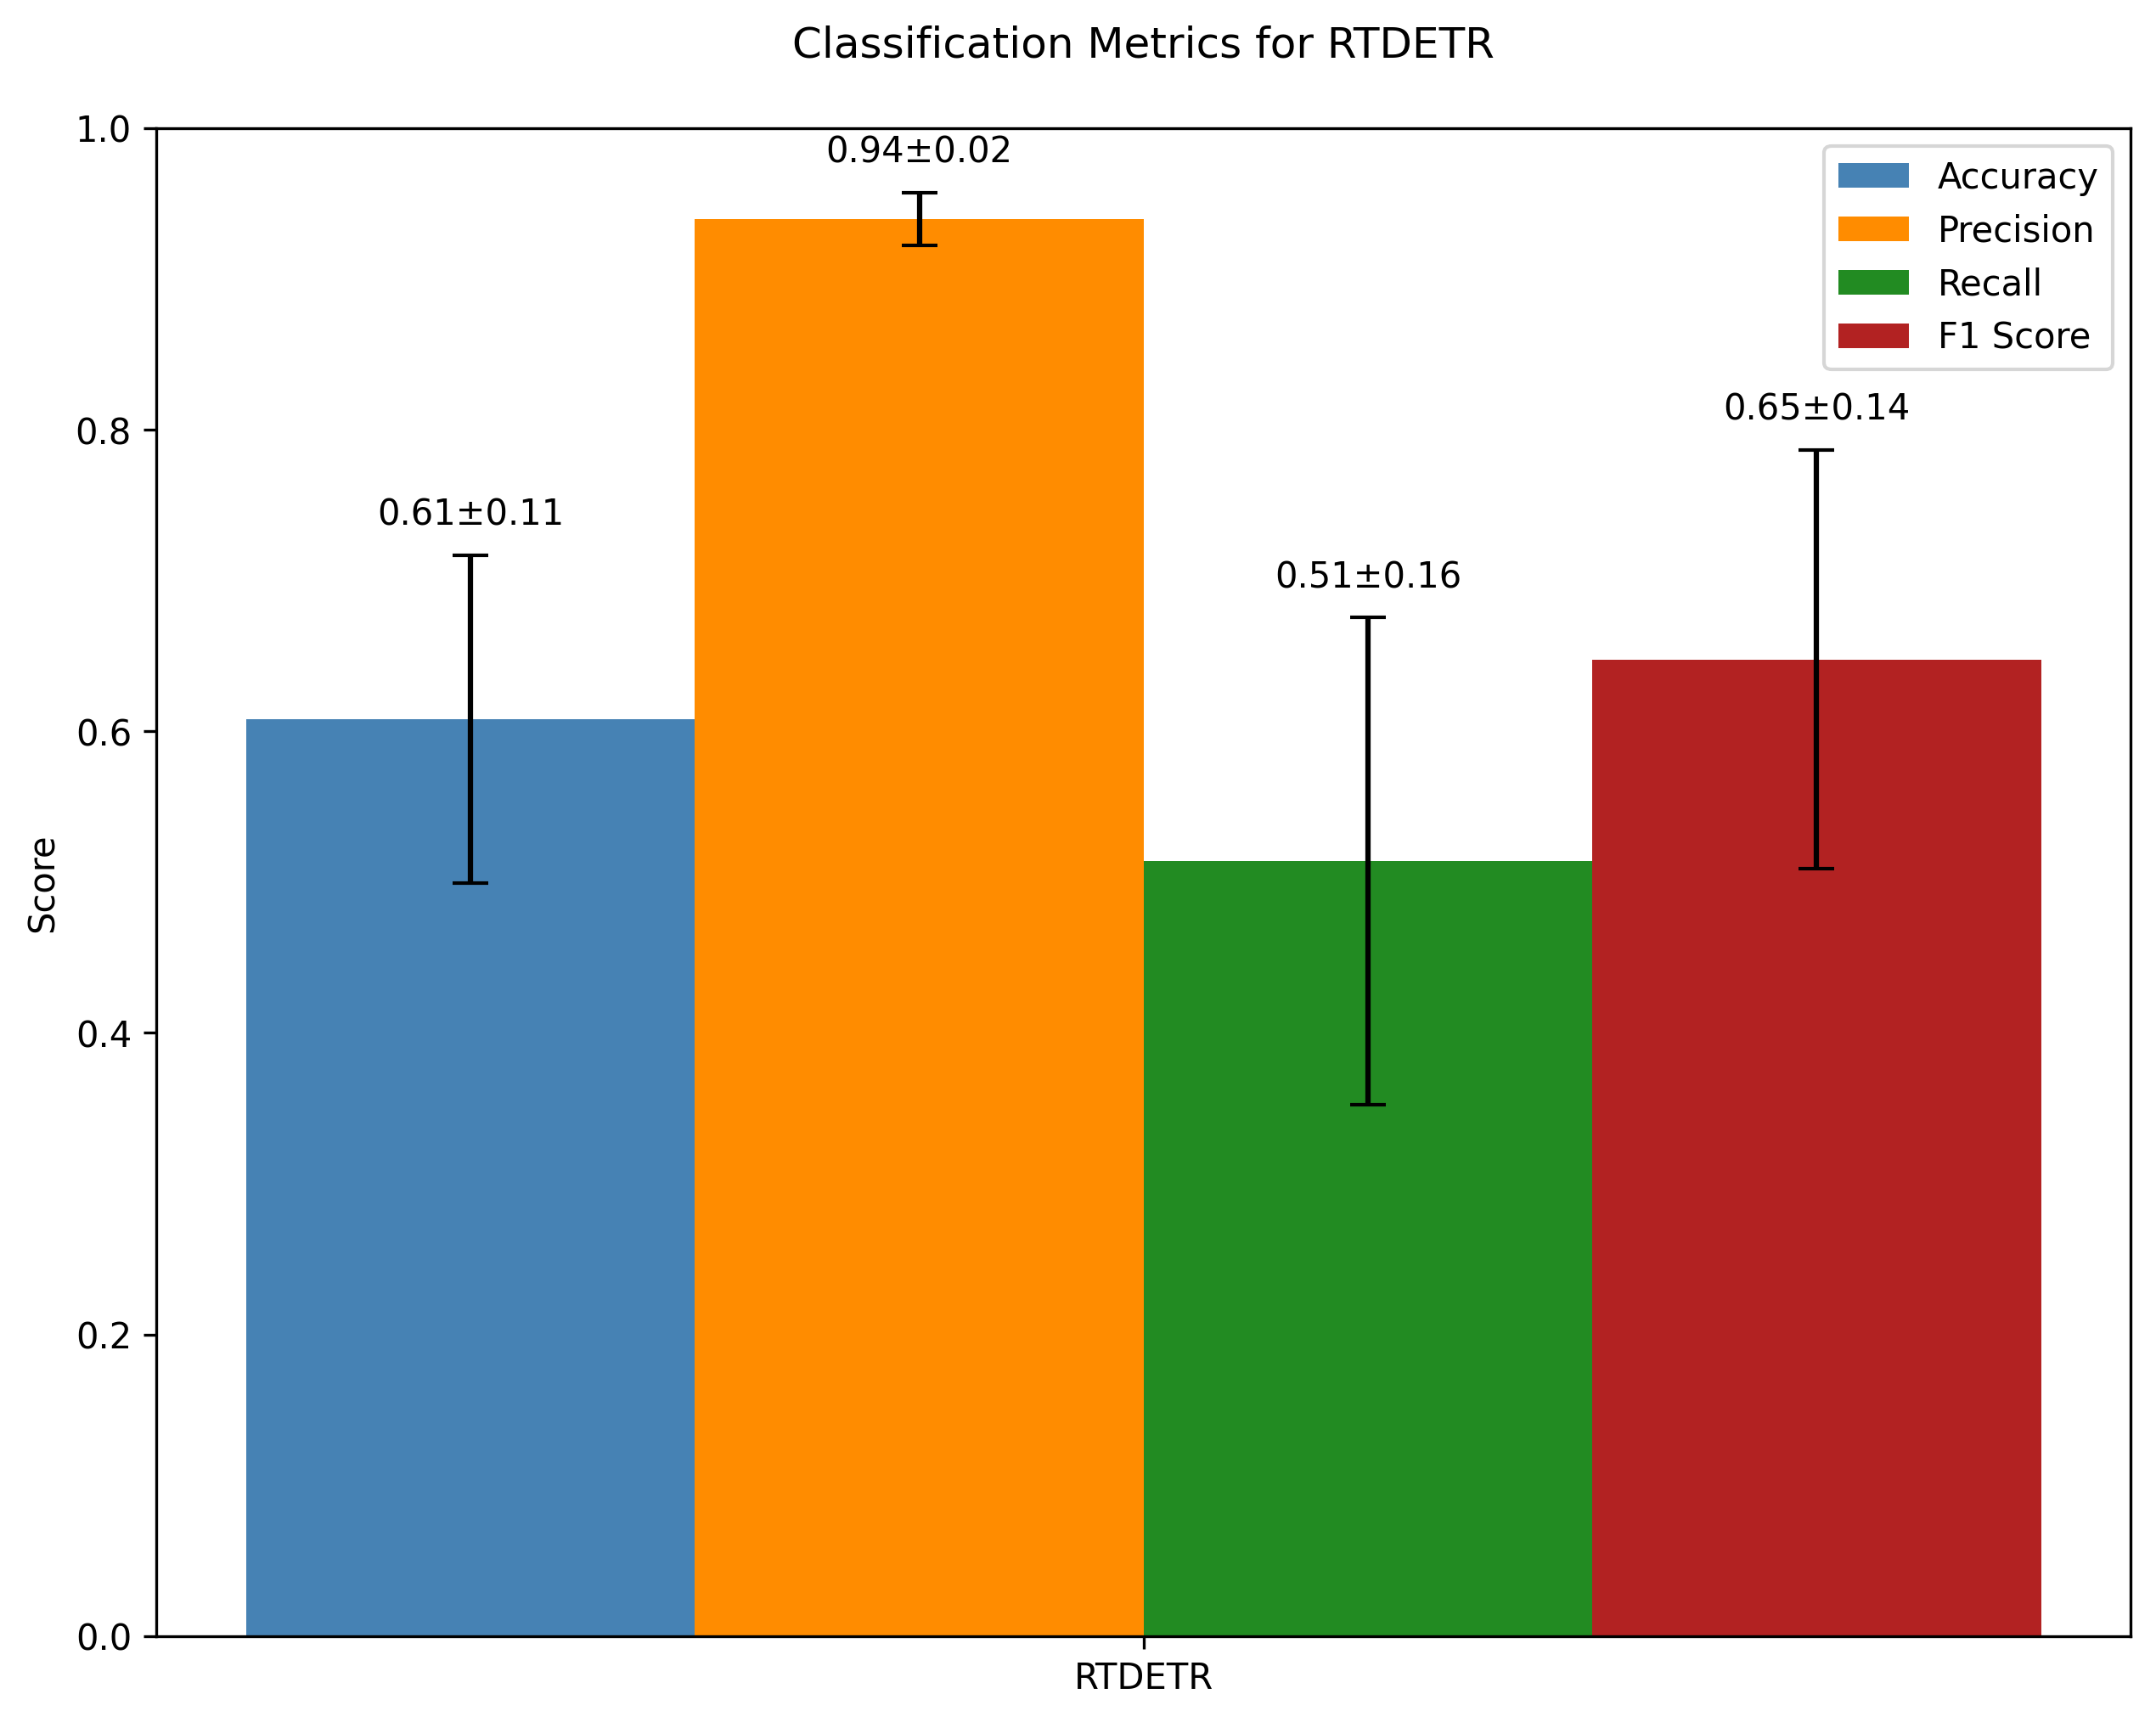 Classification Metrics for RTDETR
1.0
0.8
0.6
0.4
0.2
0.0
Score
0.61±0.11
0.94±0.02
0.51±0.16
0.65±0.14
Accuracy
Precision
Recall
F1 Score
RTDETR